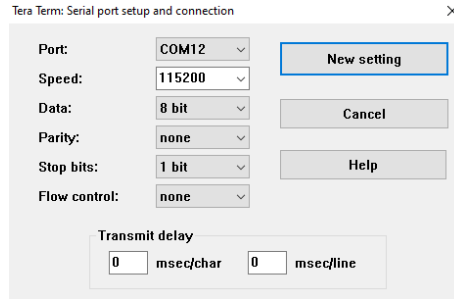 Tera Term: Serial port setup and connection
Port: COM12
New setting
Speed: 115200
Data: 8 bit
Cancel
Parity: none
Stop bits: 1 bit
Help
Flow control: none
Transmit delay
0 msec/char 0 msec/line